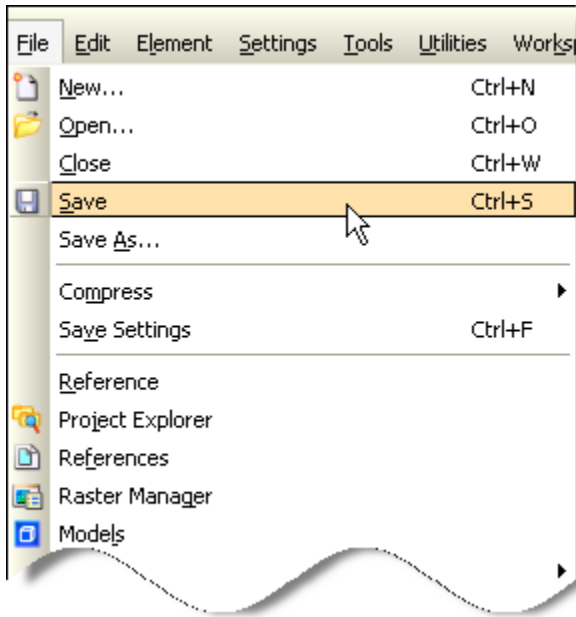 File Edit Element Settings Tools Utilities Works
New... Ctrl+N
Open... Ctrl+O
Close Ctrl+W
Save Ctrl+S
Save As...
Compress
Save Settings Ctrl+F
Reference
Project Explorer
References
Raster Manager
Models